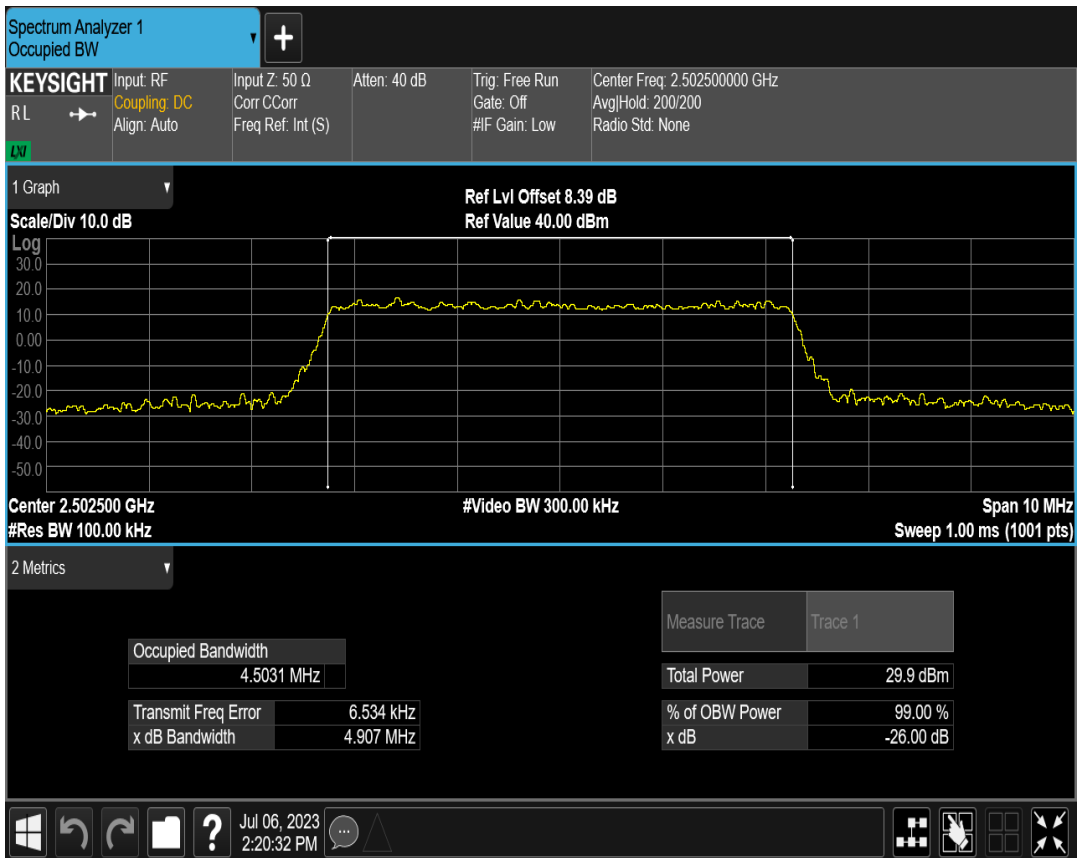 Spectrum Analyzer 1
Occupied BW
KEYSIGHT
RL
LXI
Input: RF
Coupling: DC
Align: Auto
Input Z: 50 Ω
Corr CCorr
Freq Ref: Int (S)
Atten: 40 dB
Trig: Free Run
Gate: Off
#IF Gain: Low
Center Freq: 2.502500000 GHz
Avg|Hold: 200/200
Radio Std: None
1 Graph
Scale/Div 10.0 dB
Ref Lvl Offset 8.39 dB
Ref Value 40.00 dBm
Log
30.0
20.0
10.0
0.00
-10.0
-20.0
-30.0
-40.0
-50.0
Center 2.502500 GHz
#Res BW 100.00 kHz
#Video BW 300.00 kHz
Span 10 MHz
Sweep 1.00 ms (1001 pts)
2 Metrics
Occupied Bandwidth
4.5031 MHz
Transmit Freq Error 6.534 kHz
x dB Bandwidth 4.907 MHz
Measure Trace Trace 1
Total Power 29.9 dBm
% of OBW Power 99.00 %
x dB -26.00 dB
Jul 06, 2023
2:20:32 PM